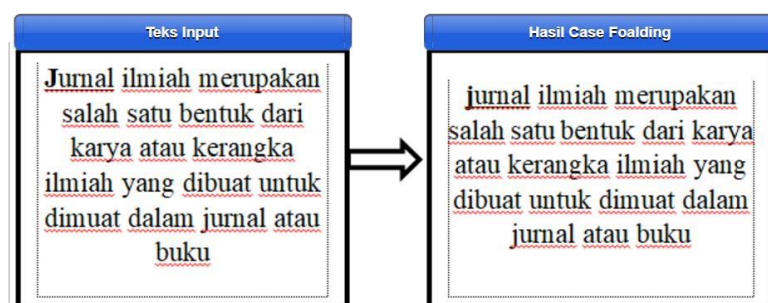 Teks Input
Jurnal ilmiah merupakan
salah satu bentuk dari
karya atau kerangka
ilmiah yang dibuat untuk
dimuat dalam jurnal atau
buku
Hasil Case Foalding
jurnal ilmiah merupakan
salah satu bentuk dari karya
atau kerangka ilmiah yang
dibuat untuk dimuat dalam
jurnal atau buku